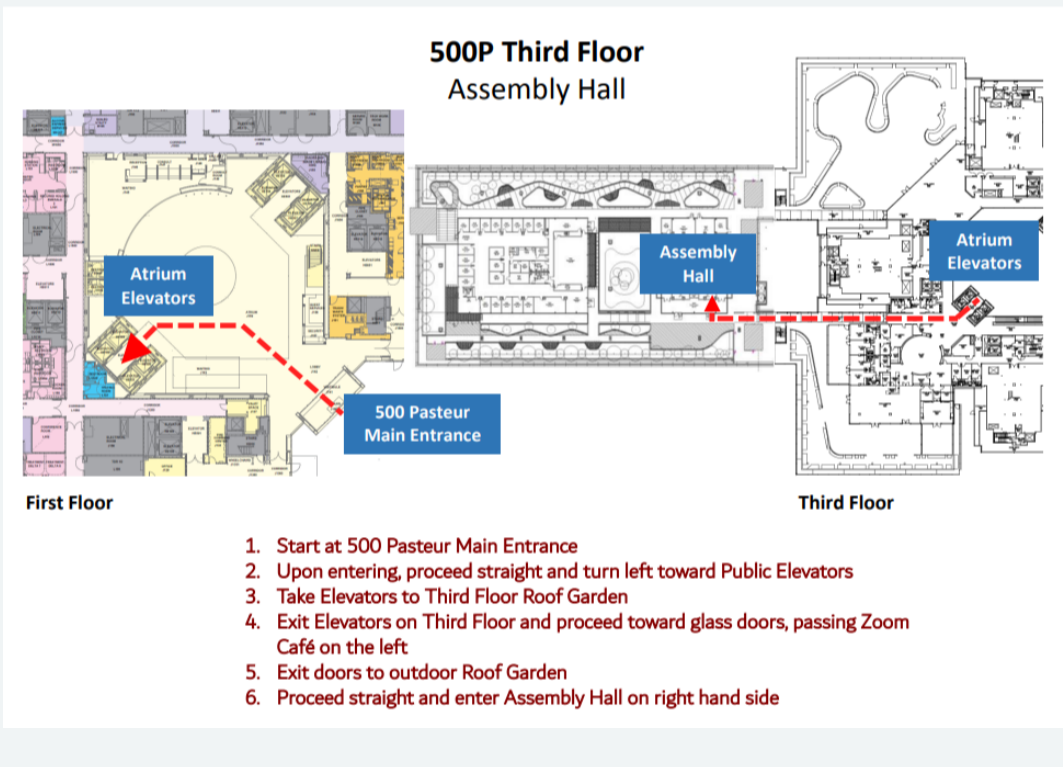 500P Third Floor
Assembly Hall
Atrium
Elevators
500 Pasteur
Main Entrance
Assembly
Hall
Atrium
Elevators
First Floor
Third Floor
1. Start at 500 Pasteur Main Entrance
2. Upon entering, proceed straight and turn left toward Public Elevators
3. Take Elevators to Third Floor Roof Garden
4. Exit Elevators on Third Floor and proceed toward glass doors, passing Zoom
Café on the left
5. Exit doors to outdoor Roof Garden
6. Proceed straight and enter Assembly Hall on right hand side